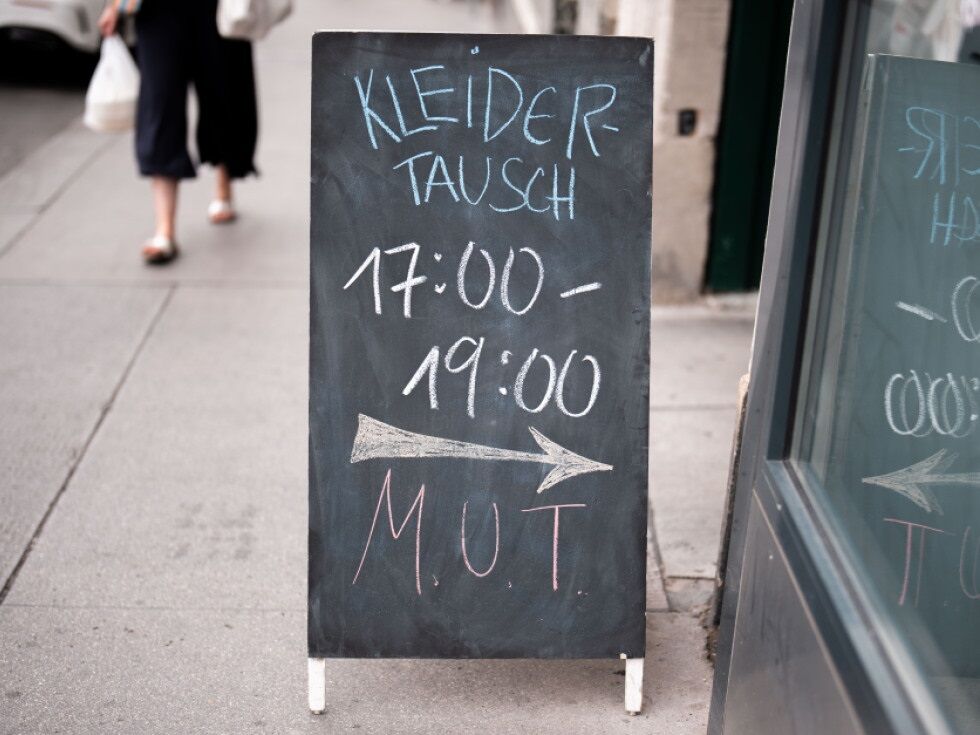 KLEIDER-
TAUSCH
17:00-
19:00
M.U.T.